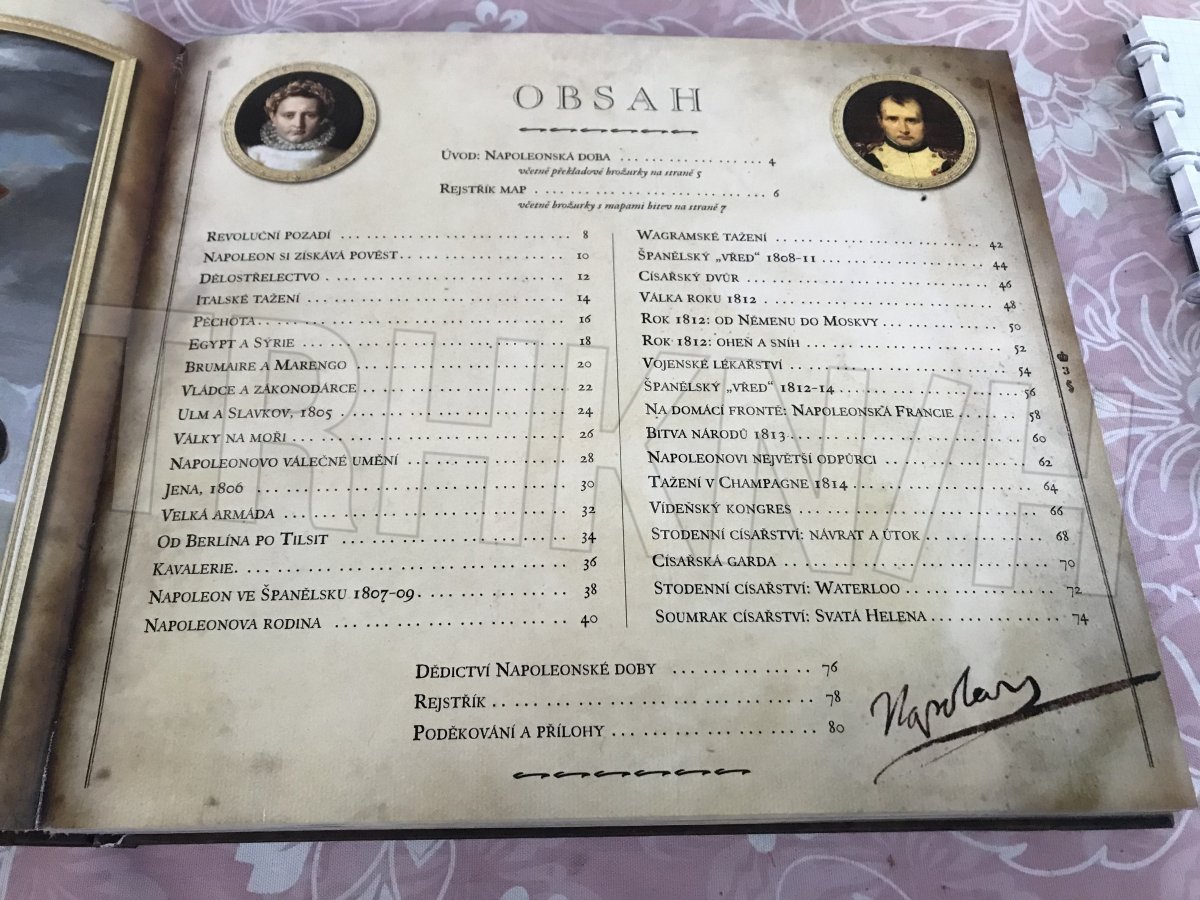 OBSAH
ÚVOD: NAPOLEONSKÁ DOBA ... 4
včetně překladové brožurky na straně 5
REJSTŘÍK MAP ... 6
včetně brožurky s mapami bitev na straně 7
REVOLUČNÍ POZADÍ ... 8
NAPOLEON SI ZÍSKÁVÁ POVĚST ... 10
DĚLOSTŘELECTVO ... 12
ITALSKÉ TAŽENÍ ... 14
PĚCHOTA ... 16
EGYPT A SÝRIE ... 18
BRUMAIRE A MARENGO ... 20
VLÁDCE A ZÁKONODÁRCE ... 22
ULM A SLAVKOV, 1805 ... 24
VÁLKY NA MOŘI ... 26
NAPOLEONOVO VÁLEČNÉ UMĚNÍ ... 28
JENA, 1806 ... 30
VELKÁ ARMÁDA ... 32
OD BERLÍNA PO TILSIT ... 34
KAVALERIE ... 36
NAPOLEON VE ŠPANĚLSKU 1807-09 ... 38
NAPOLEONOVA RODINA ... 40
WAGRAMSKÉ TAŽENÍ ... 42
ŠPANĚLSKÝ „VŘED“ 1808-11 ... 44
CÍSAŘSKÝ DVŮR ... 46
VÁLKA ROKU 1812 ... 48
ROK 1812: OD NĚMENU DO MOSKVY ... 50
ROK 1812: OHEŇ A SNÍH ... 52
VOJENSKÉ LÉKAŘSTVÍ ... 54
ŠPANĚLSKÝ „VŘED“ 1812-14 ... 56
NA DOMÁCÍ FRONTĚ: NAPOLEONSKÁ FRANCIE ... 58
BITVA NÁRODŮ 1813 ... 60
NAPOLEONOVI NEJVĚTŠÍ ODPŮRCI ... 62
TAŽENÍ V CHAMPAGNE 1814 ... 64
VÍDEŇSKÝ KONGRES ... 66
STODENNÍ CÍSAŘSTVÍ: NÁVRAT A ÚTOK ... 68
CÍSAŘSKÁ GARDA ... 70
STODENNÍ CÍSAŘSTVÍ: WATERLOO ... 72
SOUMRAK CÍSAŘSTVÍ: SVATÁ HELENA ... 74
3
DĚDICTVÍ NAPOLEONSKÉ DOBY ... 76
REJSTŘÍK ... 78
PODĚKOVÁNÍ A PŘÍLOHY ... 80